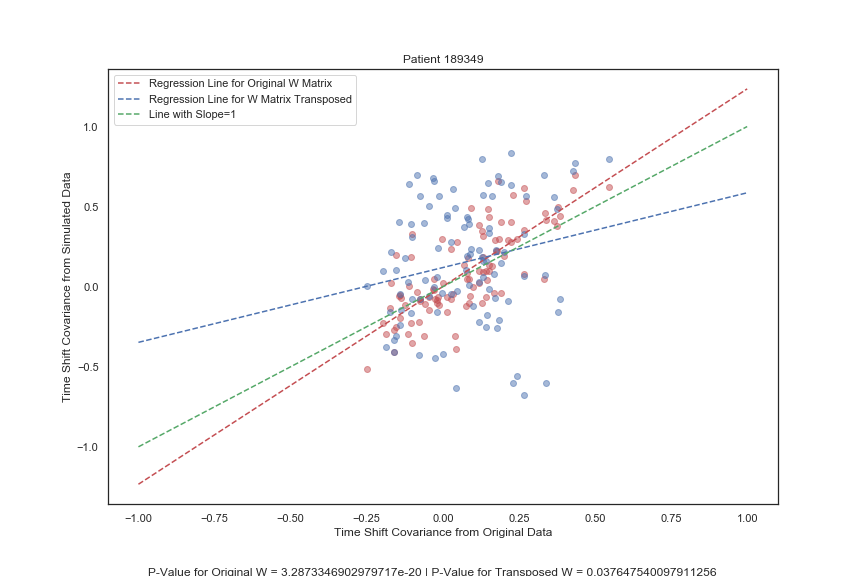 Patient 189349
Regression Line for Original W Matrix
Regression Line for W Matrix Transposed
Line with Slope=1
Time Shift Covariance from Simulated Data
1.0
0.5
0.0
−0.5
−1.0
−1.00 −0.75 −0.50 −0.25 0.00 0.25 0.50 0.75 1.00
Time Shift Covariance from Original Data
P-Value for Original W = 3.2873346902979717e-20 | P-Value for Transposed W = 0.037647540097911256